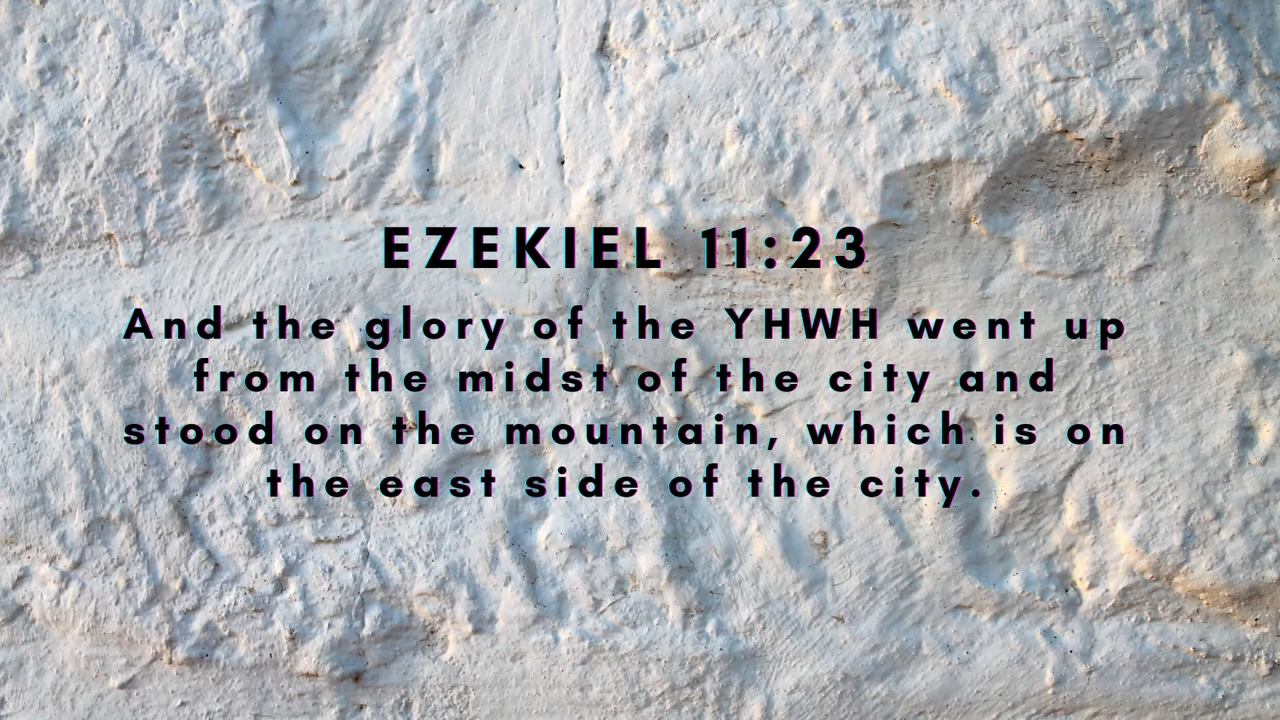 EZEKIEL 11:23
And the glory of the YHWH went up
from the midst of the city and
stood on the mountain, which is on
the east side of the city.